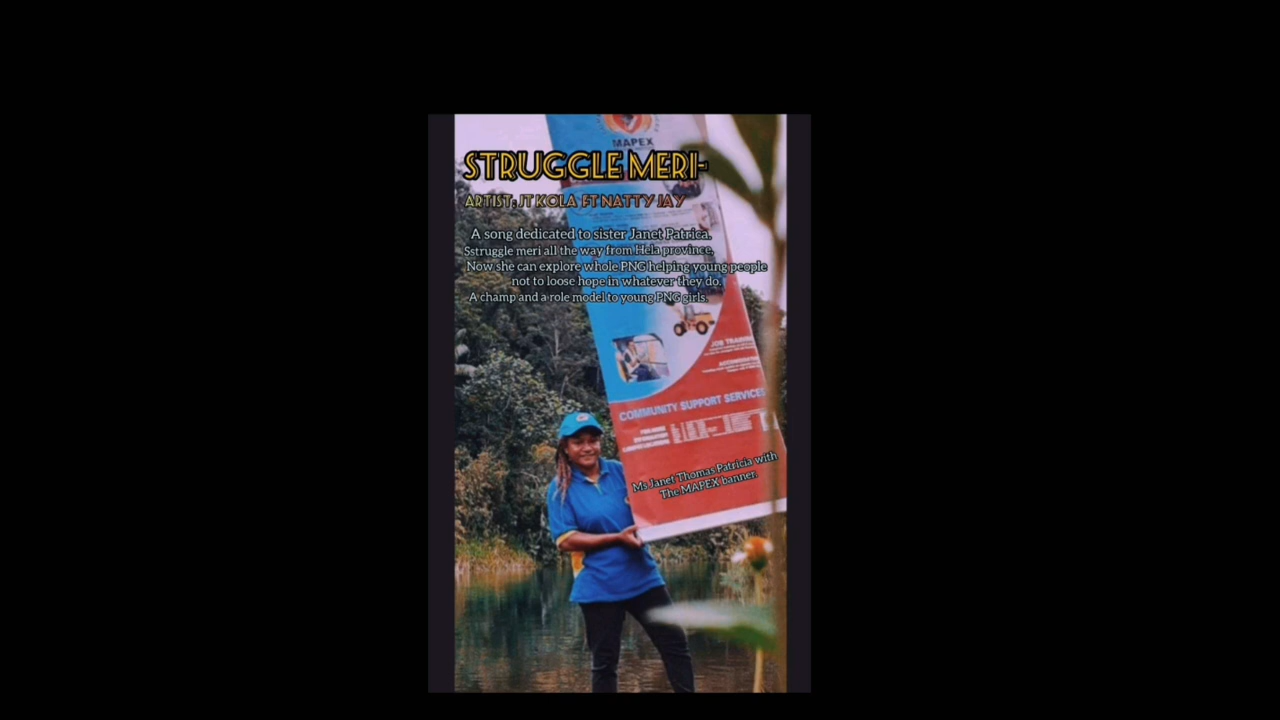 MAPEX
STRUGGLE MERI-
ARTIST: JT KOLA FT NATTY JAY
A song dedicated to sister Janet Patrica.
Sstruggle meri all the way from Hela province,
Now she can explore whole PNG helping young people
not to loose hope in whatever they do.
A champ and a role model to young PNG girls.
JOB TRAINING
COMMUNITY SUPPORT SERVICES
Ms Janet Thomas Patricia with
The MAPEX banner.